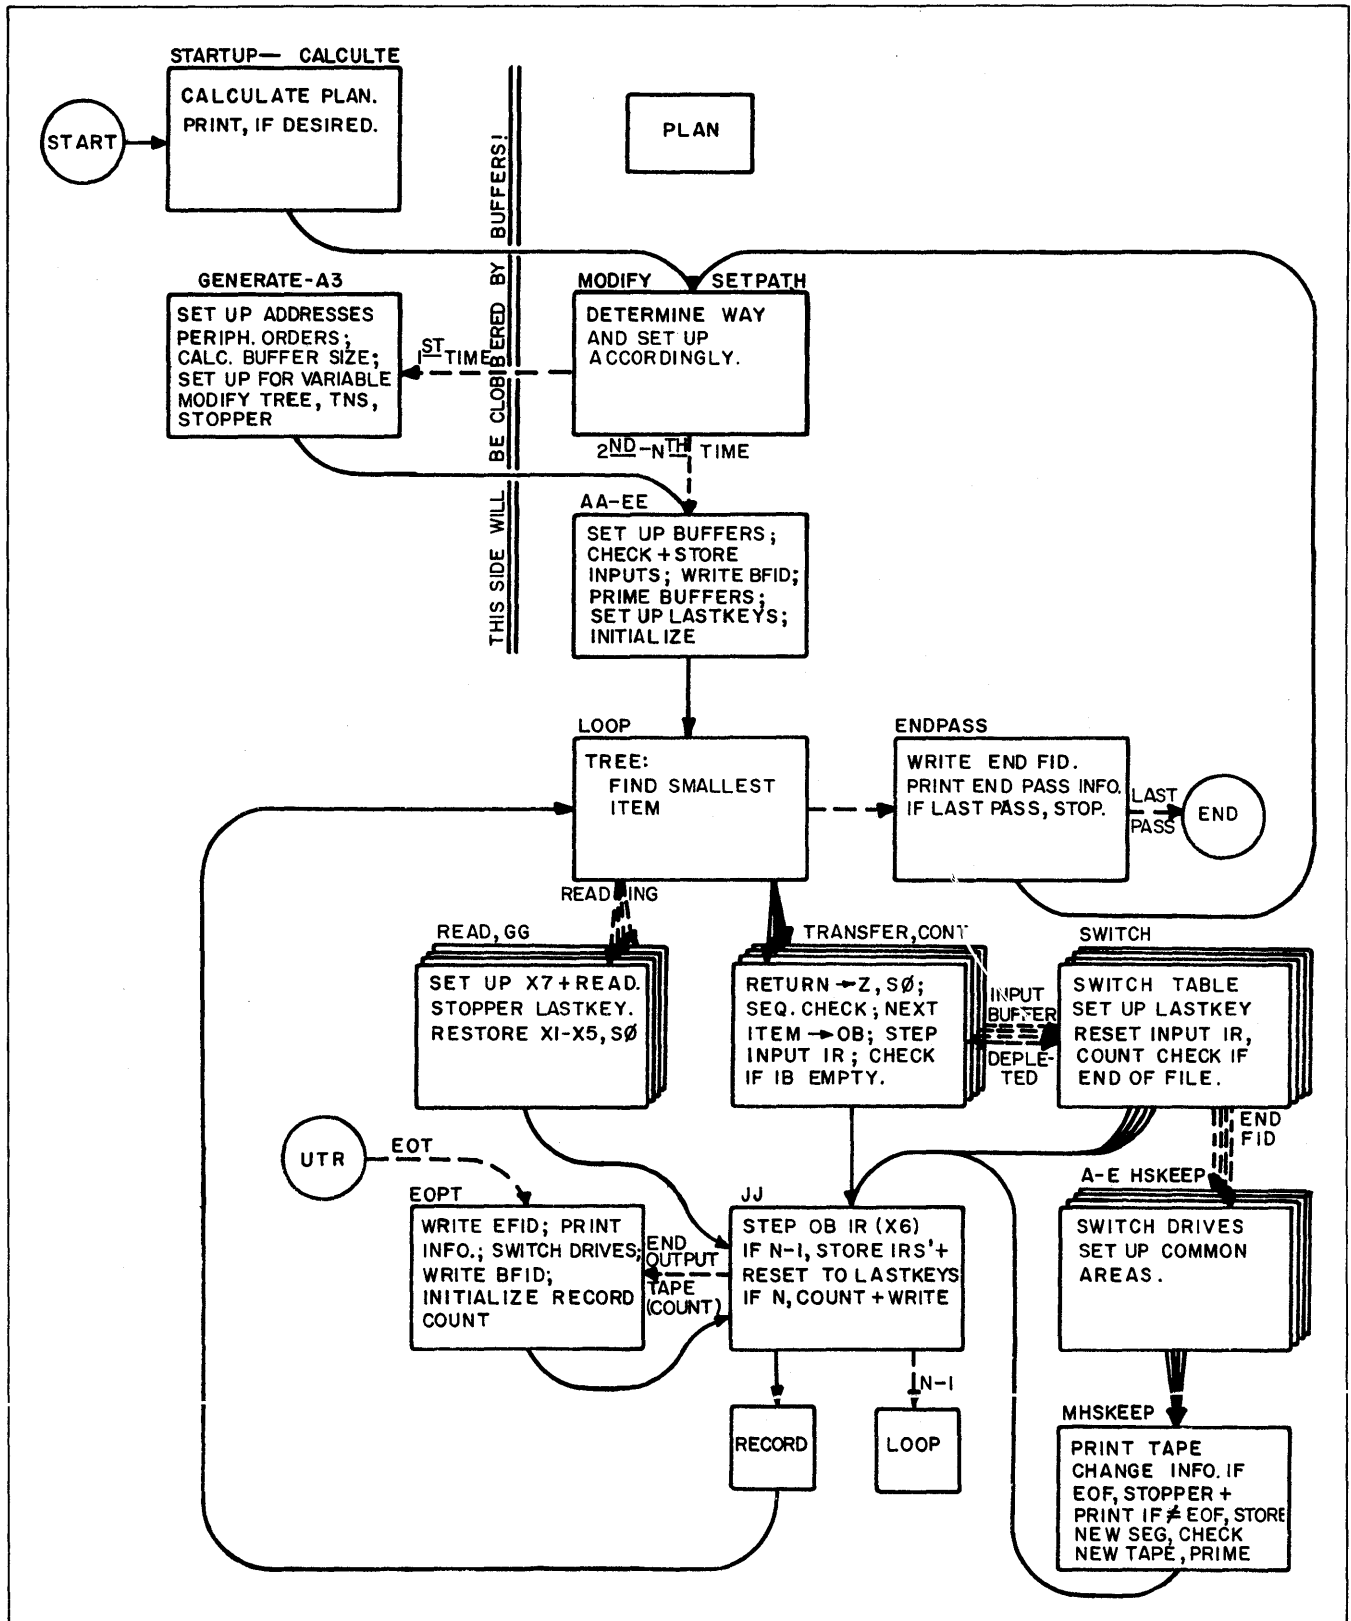 STARTUP— CALCULTE
CALCULATE PLAN.
PRINT, IF DESIRED.
START
PLAN
THIS SIDE WILL BE CLOBBERED BY BUFFERS!
GENERATE-A3
SET UP ADDRESSES
PERIPH. ORDERS;
CALC. BUFFER SIZE;
SET UP FOR VARIABLE
MODIFY TREE, TNS,
STOPPER
1ST TIME
MODIFY SETPATH
DETERMINE WAY
AND SET UP
ACCORDINGLY.
2ND-NTH TIME
AA-EE
SET UP BUFFERS;
CHECK + STORE
INPUTS; WRITE BFID;
PRIME BUFFERS;
SET UP LASTKEYS;
INITIALIZE
LOOP
TREE:
FIND SMALLEST
ITEM
ENDPASS
WRITE END FID.
PRINT END PASS INFO.
IF LAST PASS, STOP.
LAST
PASS
END
READING
READ, GG
SET UP X7+READ.
STOPPER LASTKEY.
RESTORE X1-X5, SØ
TRANSFER, CONT
RETURN → Z, SØ;
SEQ. CHECK; NEXT
ITEM → OB; STEP
INPUT IR; CHECK
IF IB EMPTY.
INPUT
BUFFER
DEPLE-
TED
SWITCH
SWITCH TABLE
SET UP LASTKEY
RESET INPUT IR,
COUNT CHECK IF
END OF FILE.
END
FID
UTR
EOT
EOPT
WRITE EFID; PRINT
INFO.; SWITCH DRIVES;
WRITE BFID;
INITIALIZE RECORD
COUNT
END
OUTPUT
TAPE
(COUNT)
JJ
STEP OB IR (X6)
IF N-1, STORE IRS'+
RESET TO LASTKEYS
IF N, COUNT + WRITE
A-E HSKEEP
SWITCH DRIVES
SET UP COMMON
AREAS.
N-1
RECORD
LOOP
MHSKEEP
PRINT TAPE
CHANGE INFO. IF
EOF, STOPPER +
PRINT IF ≠ EOF, STORE
NEW SEG, CHECK
NEW TAPE, PRIME